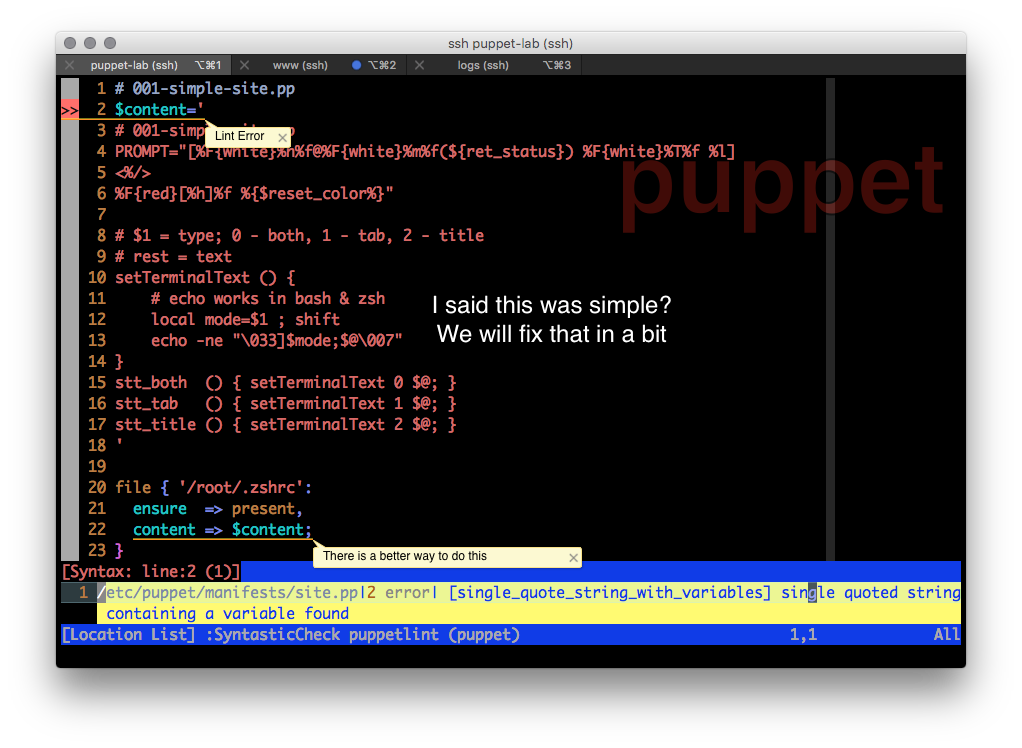 ssh puppet-lab (ssh)
puppet-lab (ssh) ⌥⌘1 www (ssh) ⌥⌘2 logs (ssh) ⌥⌘3
1 # 001-simple-site.pp
>> 2 $content='
Lint Error
3 # 001-simp
4 PROMPT="[%F{white}%n%f@%F{white}%m%f(${ret_status}) %F{white}%T%f %l]
puppet
5 <%/>
6 %F{red}[%h]%f %{$reset_color%}"
7
8 # $1 = type; 0 - both, 1 - tab, 2 - title
9 # rest = text
10 setTerminalText () {
11 # echo works in bash & zsh
12 local mode=$1 ; shift
13 echo -ne "\033]$mode;$@\007"
I said this was simple?
We will fix that in a bit
14 }
15 stt_both () { setTerminalText 0 $@; }
16 stt_tab () { setTerminalText 1 $@; }
17 stt_title () { setTerminalText 2 $@; }
18 '
19
20 file { '/root/.zshrc':
21 ensure => present,
22 content => $content;
There is a better way to do this
23 }
[Syntax: line:2 (1)]
1 /etc/puppet/manifests/site.pp|2 error| [single_quote_string_with_variables] single quoted string
containing a variable found
[Location List] :SyntasticCheck puppetlint (puppet) 1,1 All